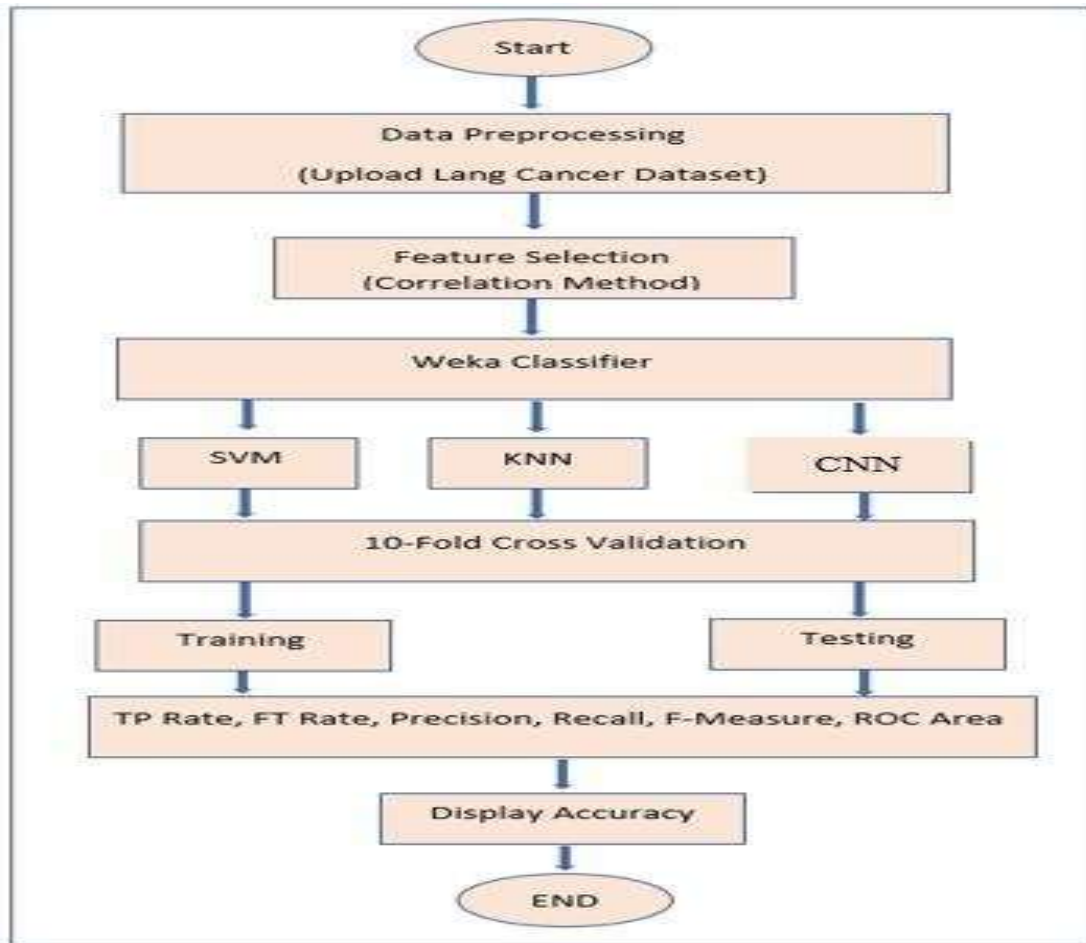 Start
Data Preprocessing
(Upload Lang Cancer Dataset)
Feature Selection
(Correlation Method)
Weka Classifier
SVM
KNN
CNN
10-Fold Cross Validation
Training
Testing
TP Rate, FT Rate, Precision, Recall, F-Measure, ROC Area
Display Accuracy
END